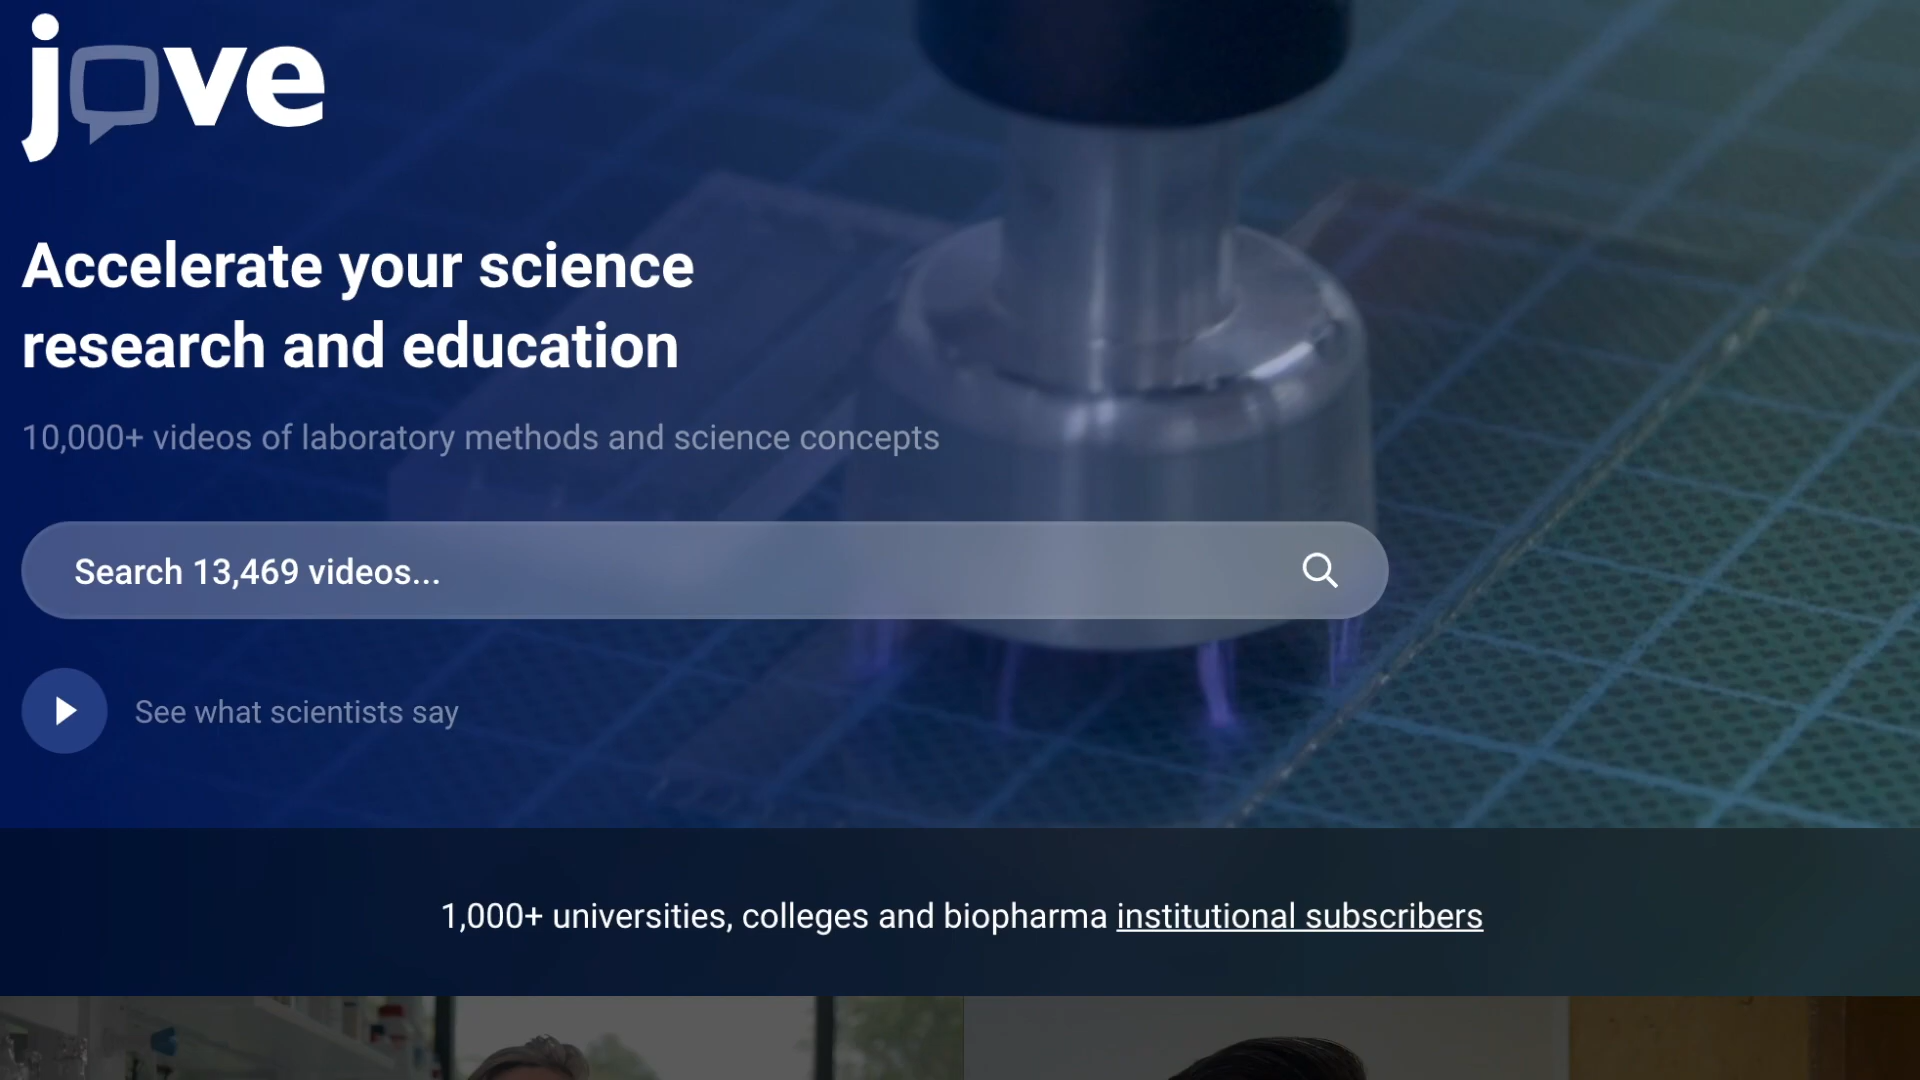 jove
Accelerate your science
research and education
10,000+ videos of laboratory methods and science concepts
Search 13,469 videos...
See what scientists say
1,000+ universities, colleges and biopharma institutional subscribers